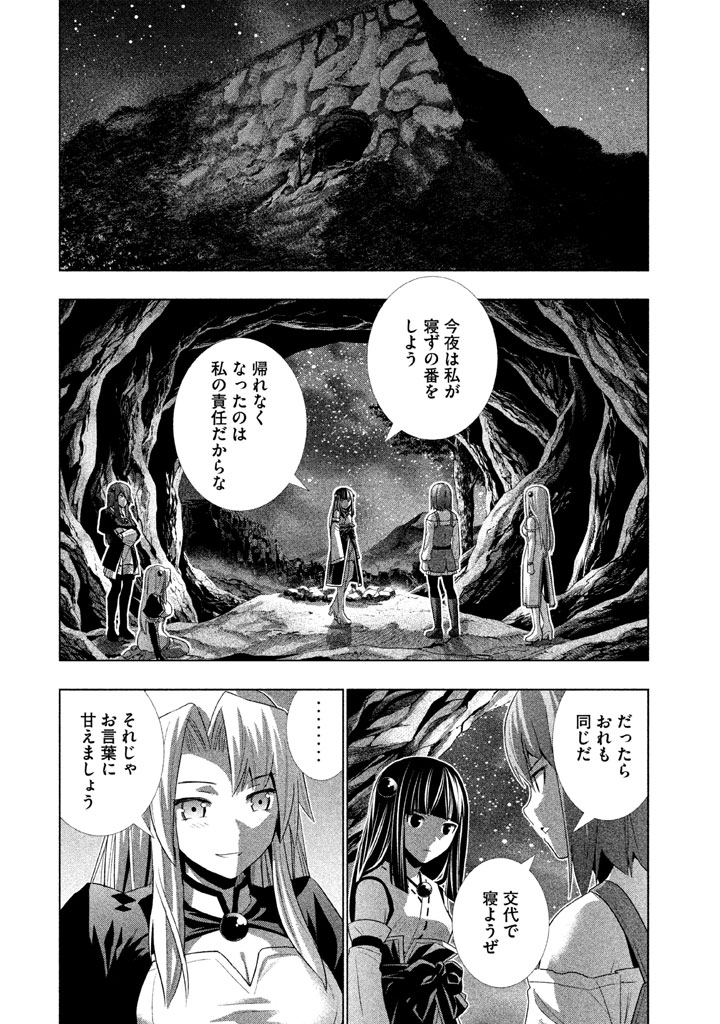 今夜は私が
寝ずの番を
しよう
帰れなく
なったのは
私の責任だからな
だったら
おれも
同じだ
交代で
寝ようぜ
・・・・・・・
それじゃ
お言葉に
甘えましょう